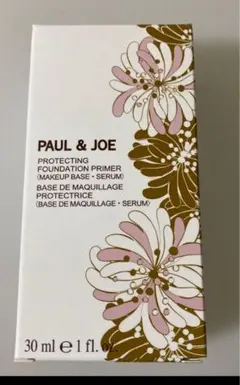 PAUL & JOE
PROTECTING
FOUNDATION PRIMER
(MAKEUP BASE・SERUM)
BASE DE MAQUILLAGE
PROTECTRICE
(BASE DE MAQUILLAGE・SERUM)
30 ml e 1 fl. oz.